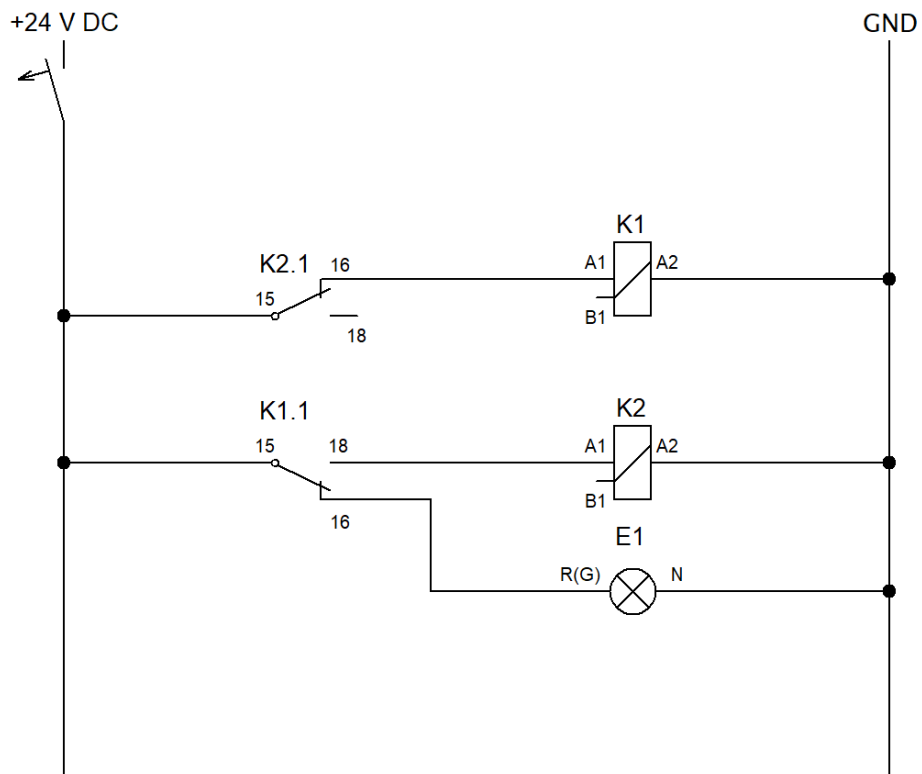 +24 V DC
GND
K1
K2.1
16
A1
A2
15
B1
18
K1.1
K2
15
18
A1
A2
B1
16
E1
R(G)
N